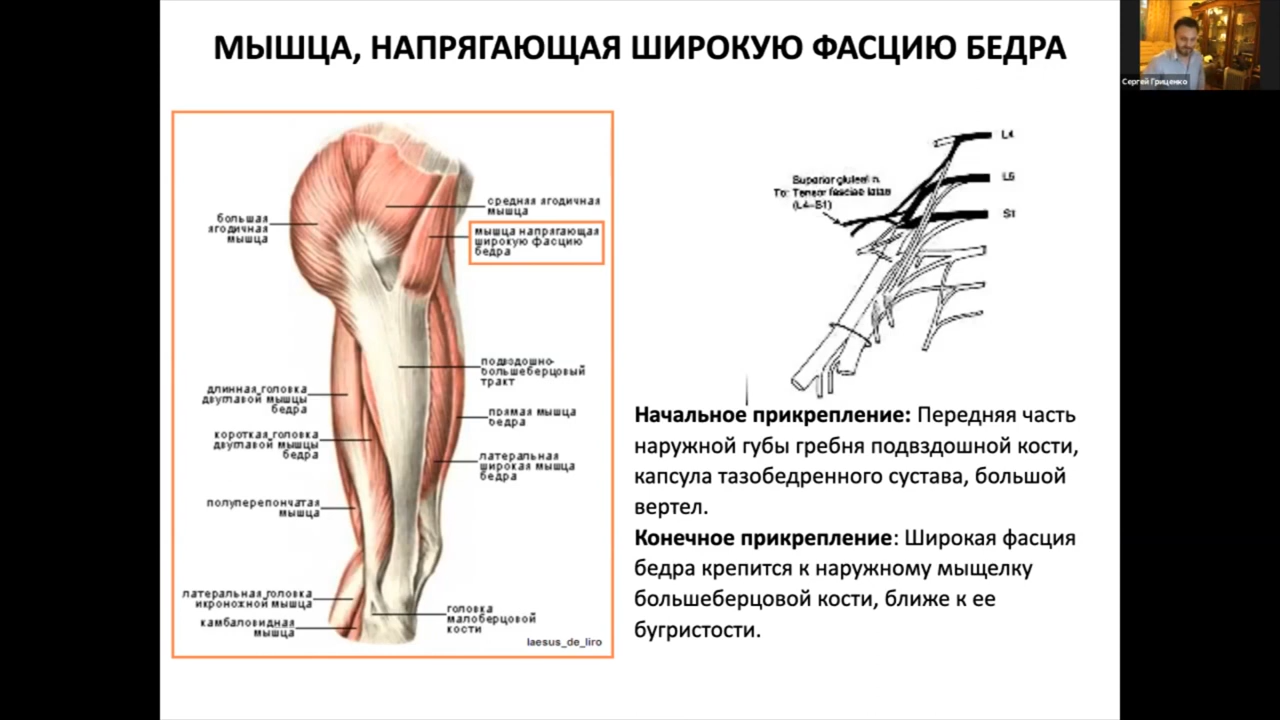 МЫШЦА, НАПРЯГАЮЩАЯ ШИРОКУЮ ФАСЦИЮ БЕДРА
Сергей Гриценко
большая
ягодичная
мышца
средняя ягодичная
мышца
мышца напрягающая
широкую фасцию
бедра
подвздошно-
большеберцовый
тракт
длинная головка
двуглавой мышцы
бедра
прямая мышца
бедра
короткая головка
двуглавой мышцы
бедра
латеральная
широкая мышца
бедра
полуперепончатая
мышца
латеральная головка
икроножной мышца
камбаловидная
мышца
головка
малоберцовой
кости
laesus_de_liro
L4
L5
S1
Superior gluteal n.
To: Tensor fasciae latae
(L4–S1)
Начальное прикрепление: Передняя часть
наружной губы гребня подвздошной кости,
капсула тазобедренного сустава, большой
вертел.
Конечное прикрепление: Широкая фасция
бедра крепится к наружному мыщелку
большеберцовой кости, ближе к ее
бугристости.